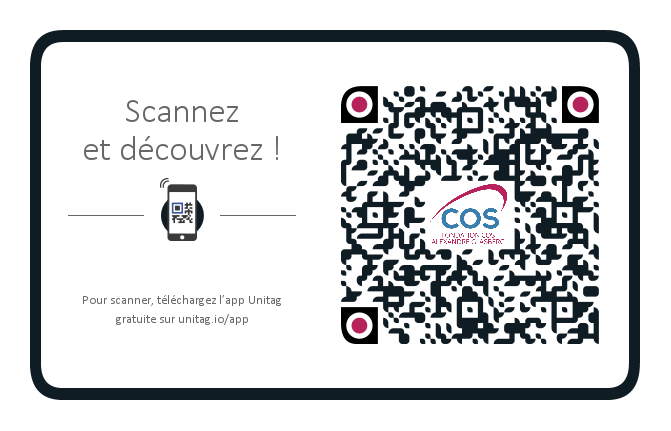 Scannez
et découvrez !
Pour scanner, téléchargez l'app Unitag
gratuite sur unitag.io/app
COS
FONDATION COS
ALEXANDRE GLASBERG